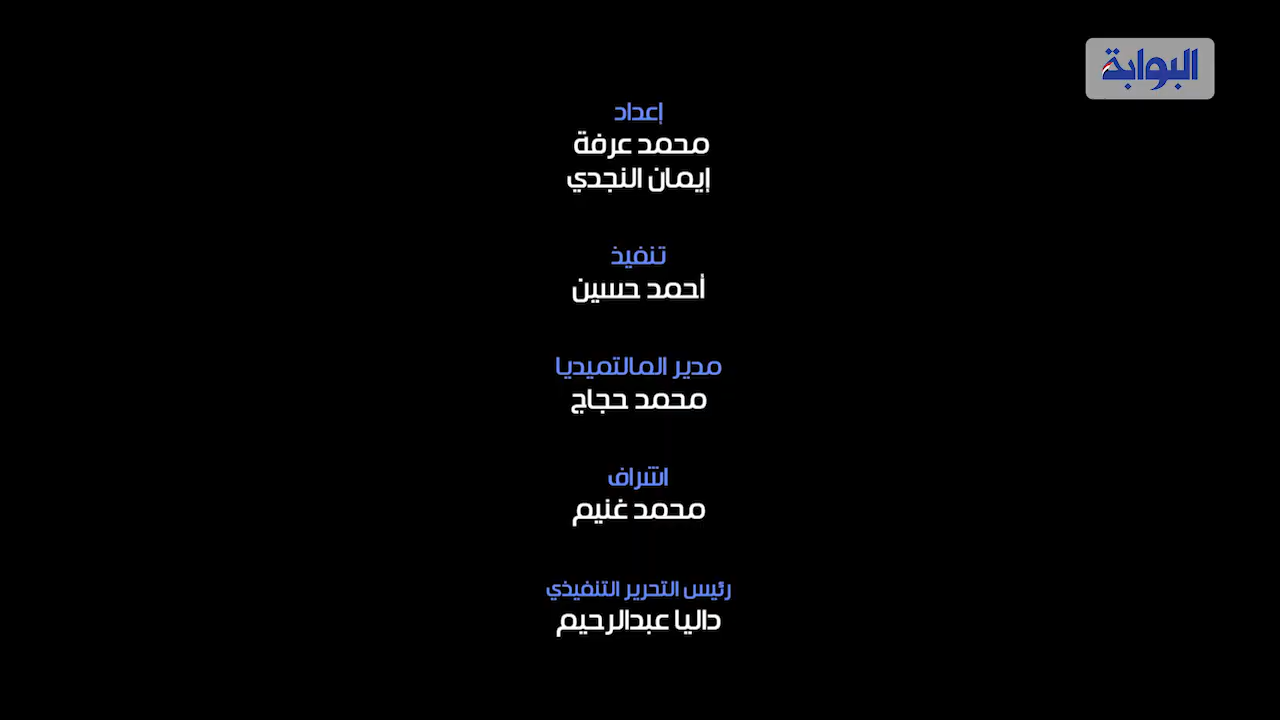 البوابة
إعداد
محمد عرفة
إيمان النجدي
تنفيذ
أحمد حسين
مدير المالتميديا
محمد حجاج
اشراف
محمد غنيم
رئيس التحرير التنفيذي
داليا عبدالرحيم